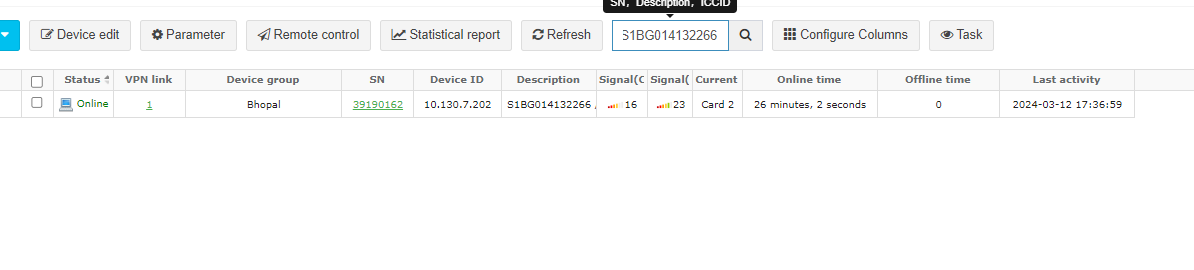 SN, Description, ICCID
Device edit Parameter Remote control Statistical report Refresh S1BG014132266 Configure Columns Task
Status VPN link Device group SN Device ID Description Signal( Signal( Current Online time Offline time Last activity
Online 1 Bhopal 39190162 10.130.7.202 S1BG014132266 16 23 Card 2 26 minutes, 2 seconds 0 2024-03-12 17:36:59